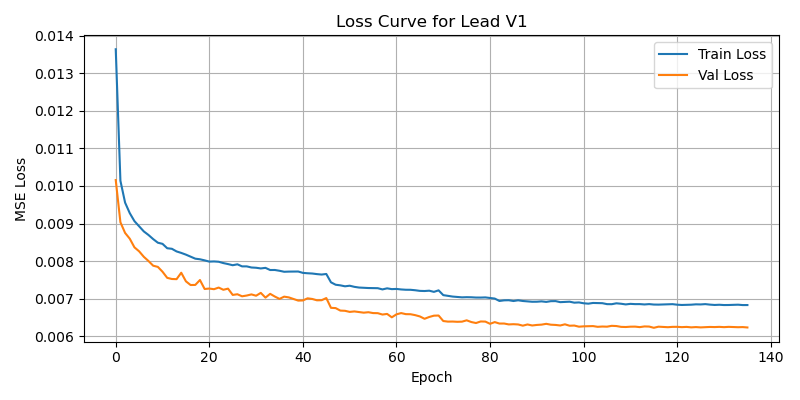 Loss Curve for Lead V1
Train Loss
Val Loss
MSE Loss
0.014
0.013
0.012
0.011
0.010
0.009
0.008
0.007
0.006
0 20 40 60 80 100 120 140
Epoch